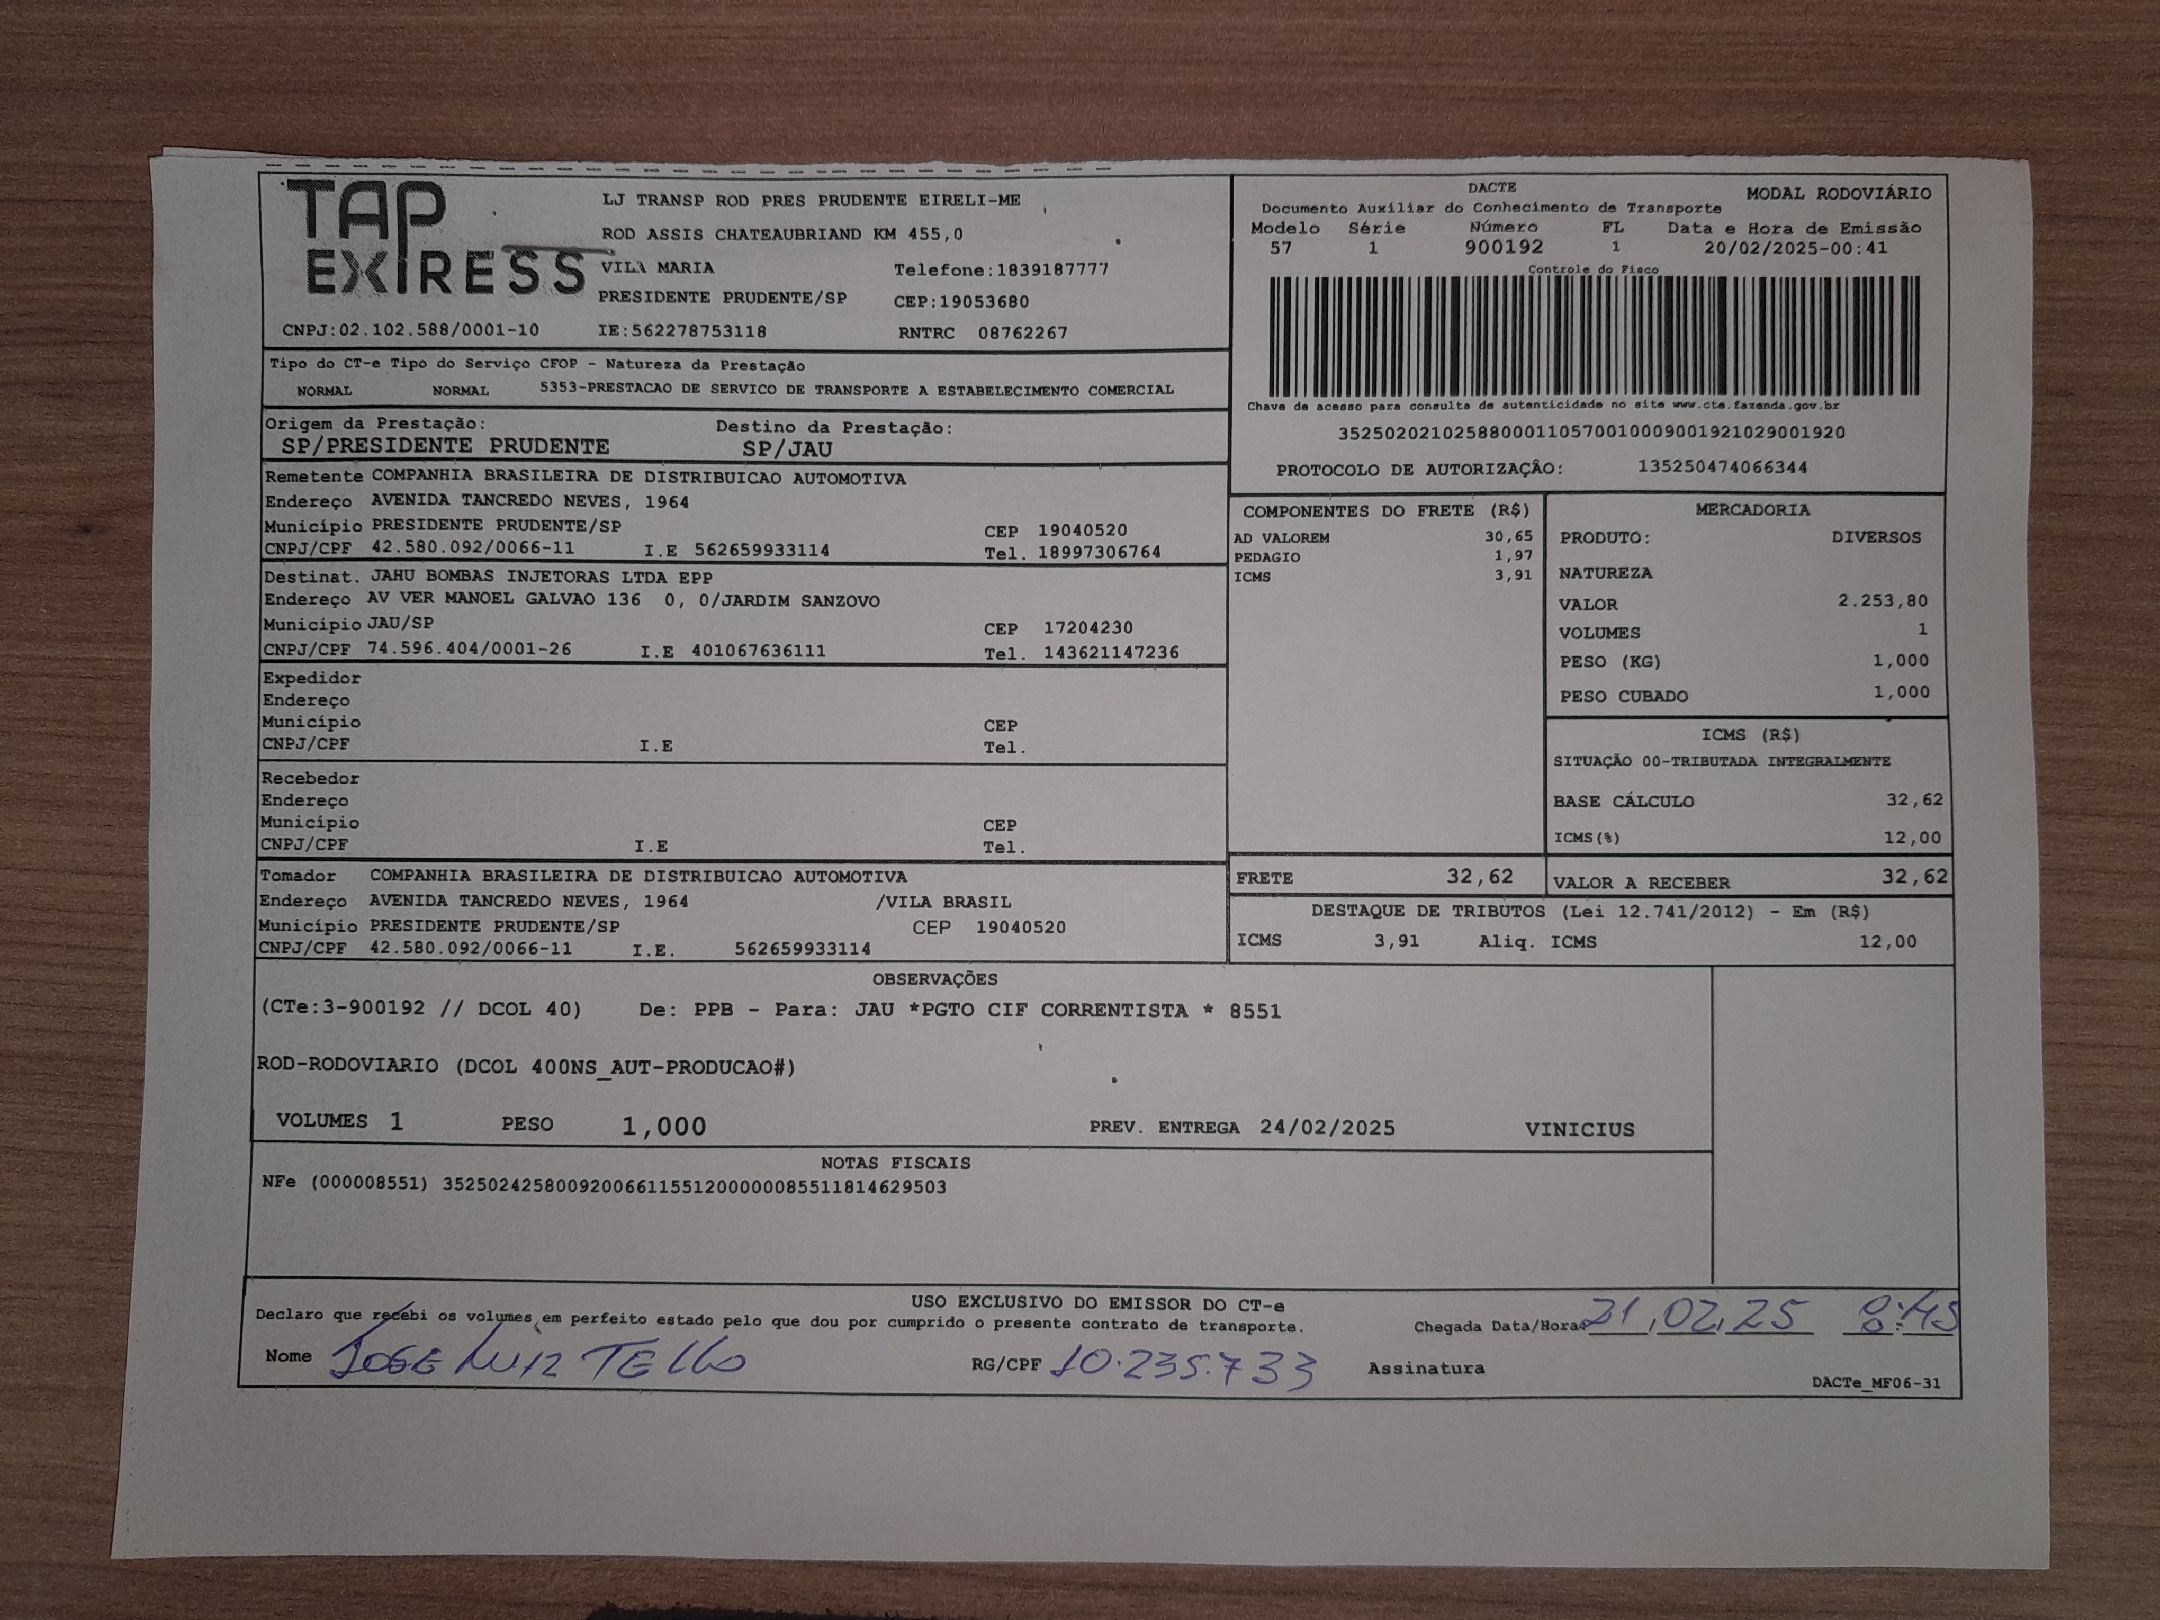 TAP
EXPRESS
LJ TRANSP ROD PRES PRUDENTE EIRELI-ME
ROD ASSIS CHATEAUBRIAND KM 455,0
VILA MARIA Telefone:1839187777
PRESIDENTE PRUDENTE/SP CEP:19053680
CNPJ:02.102.588/0001-10 IE:562278753118 RNTRC 08762267
DACTE MODAL RODOVIÁRIO
Documento Auxiliar do Conhecimento de Transporte
Modelo Série Número FL Data e Hora de Emissão
57 1 900192 1 20/02/2025-00:41
Controle do Fisco
Chave de acesso para consulta de autenticidade no site www.cte.fazenda.gov.br
35250202102588000110570010009001921029001920
PROTOCOLO DE AUTORIZAÇÃO: 135250474066344
Tipo do CT-e Tipo do Serviço CFOP - Natureza da Prestação
NORMAL NORMAL 5353-PRESTACAO DE SERVICO DE TRANSPORTE A ESTABELECIMENTO COMERCIAL
Origem da Prestação: Destino da Prestação:
SP/PRESIDENTE PRUDENTE SP/JAU
Remetente COMPANHIA BRASILEIRA DE DISTRIBUICAO AUTOMOTIVA
Endereço AVENIDA TANCREDO NEVES, 1964
Município PRESIDENTE PRUDENTE/SP CEP 19040520
CNPJ/CPF 42.580.092/0066-11 I.E 562659933114 Tel. 18997306764
Destinat. JAHU BOMBAS INJETORAS LTDA EPP
Endereço AV VER MANOEL GALVAO 136 0, 0/JARDIM SANZOVO
Município JAU/SP CEP 17204230
CNPJ/CPF 74.596.404/0001-26 I.E 401067636111 Tel. 143621147236
Expedidor
Endereço
Município CEP
CNPJ/CPF I.E Tel.
Recebedor
Endereço
Município CEP
CNPJ/CPF I.E Tel.
Tomador COMPANHIA BRASILEIRA DE DISTRIBUICAO AUTOMOTIVA
Endereço AVENIDA TANCREDO NEVES, 1964 /VILA BRASIL
Município PRESIDENTE PRUDENTE/SP CEP 19040520
CNPJ/CPF 42.580.092/0066-11 I.E. 562659933114
COMPONENTES DO FRETE (R$)
AD VALOREM 30,65
PEDAGIO 1,97
ICMS 3,91
MERCADORIA
PRODUTO: DIVERSOS
NATUREZA
VALOR 2.253,80
VOLUMES 1
PESO (KG) 1,000
PESO CUBADO 1,000
ICMS (R$)
SITUAÇÃO 00-TRIBUTADA INTEGRALMENTE
BASE CÁLCULO 32,62
ICMS(%) 12,00
FRETE 32,62 VALOR A RECEBER 32,62
DESTAQUE DE TRIBUTOS (Lei 12.741/2012) - Em (R$)
ICMS 3,91 Aliq. ICMS 12,00
OBSERVAÇÕES
(CTe:3-900192 // DCOL 40) De: PPB - Para: JAU *PGTO CIF CORRENTISTA * 8551
ROD-RODOVIARIO (DCOL 400NS_AUT-PRODUCAO#)
VOLUMES 1 PESO 1,000 PREV. ENTREGA 24/02/2025 VINICIUS
NOTAS FISCAIS
NFe (000008551) 35250242580092006611551200000085511814629503
USO EXCLUSIVO DO EMISSOR DO CT-e
Declaro que recebi os volumes em perfeito estado pelo que dou por cumprido o presente contrato de transporte. Chegada Data/Hora 21,02,25 8:45
Nome JOSE LUIZ TELLO RG/CPF 10.235.733 Assinatura
DACTe_MF06-31